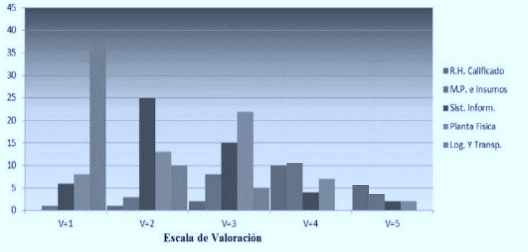 45
40
35
30
25
20
15
10
5
0
V=1 V=2 V=3 V=4 V=5
Escala de Valoración
R.H. Calificado
M.P. e Insumos
Sist. Inform.
Planta Fisica
Log. Y Transp.